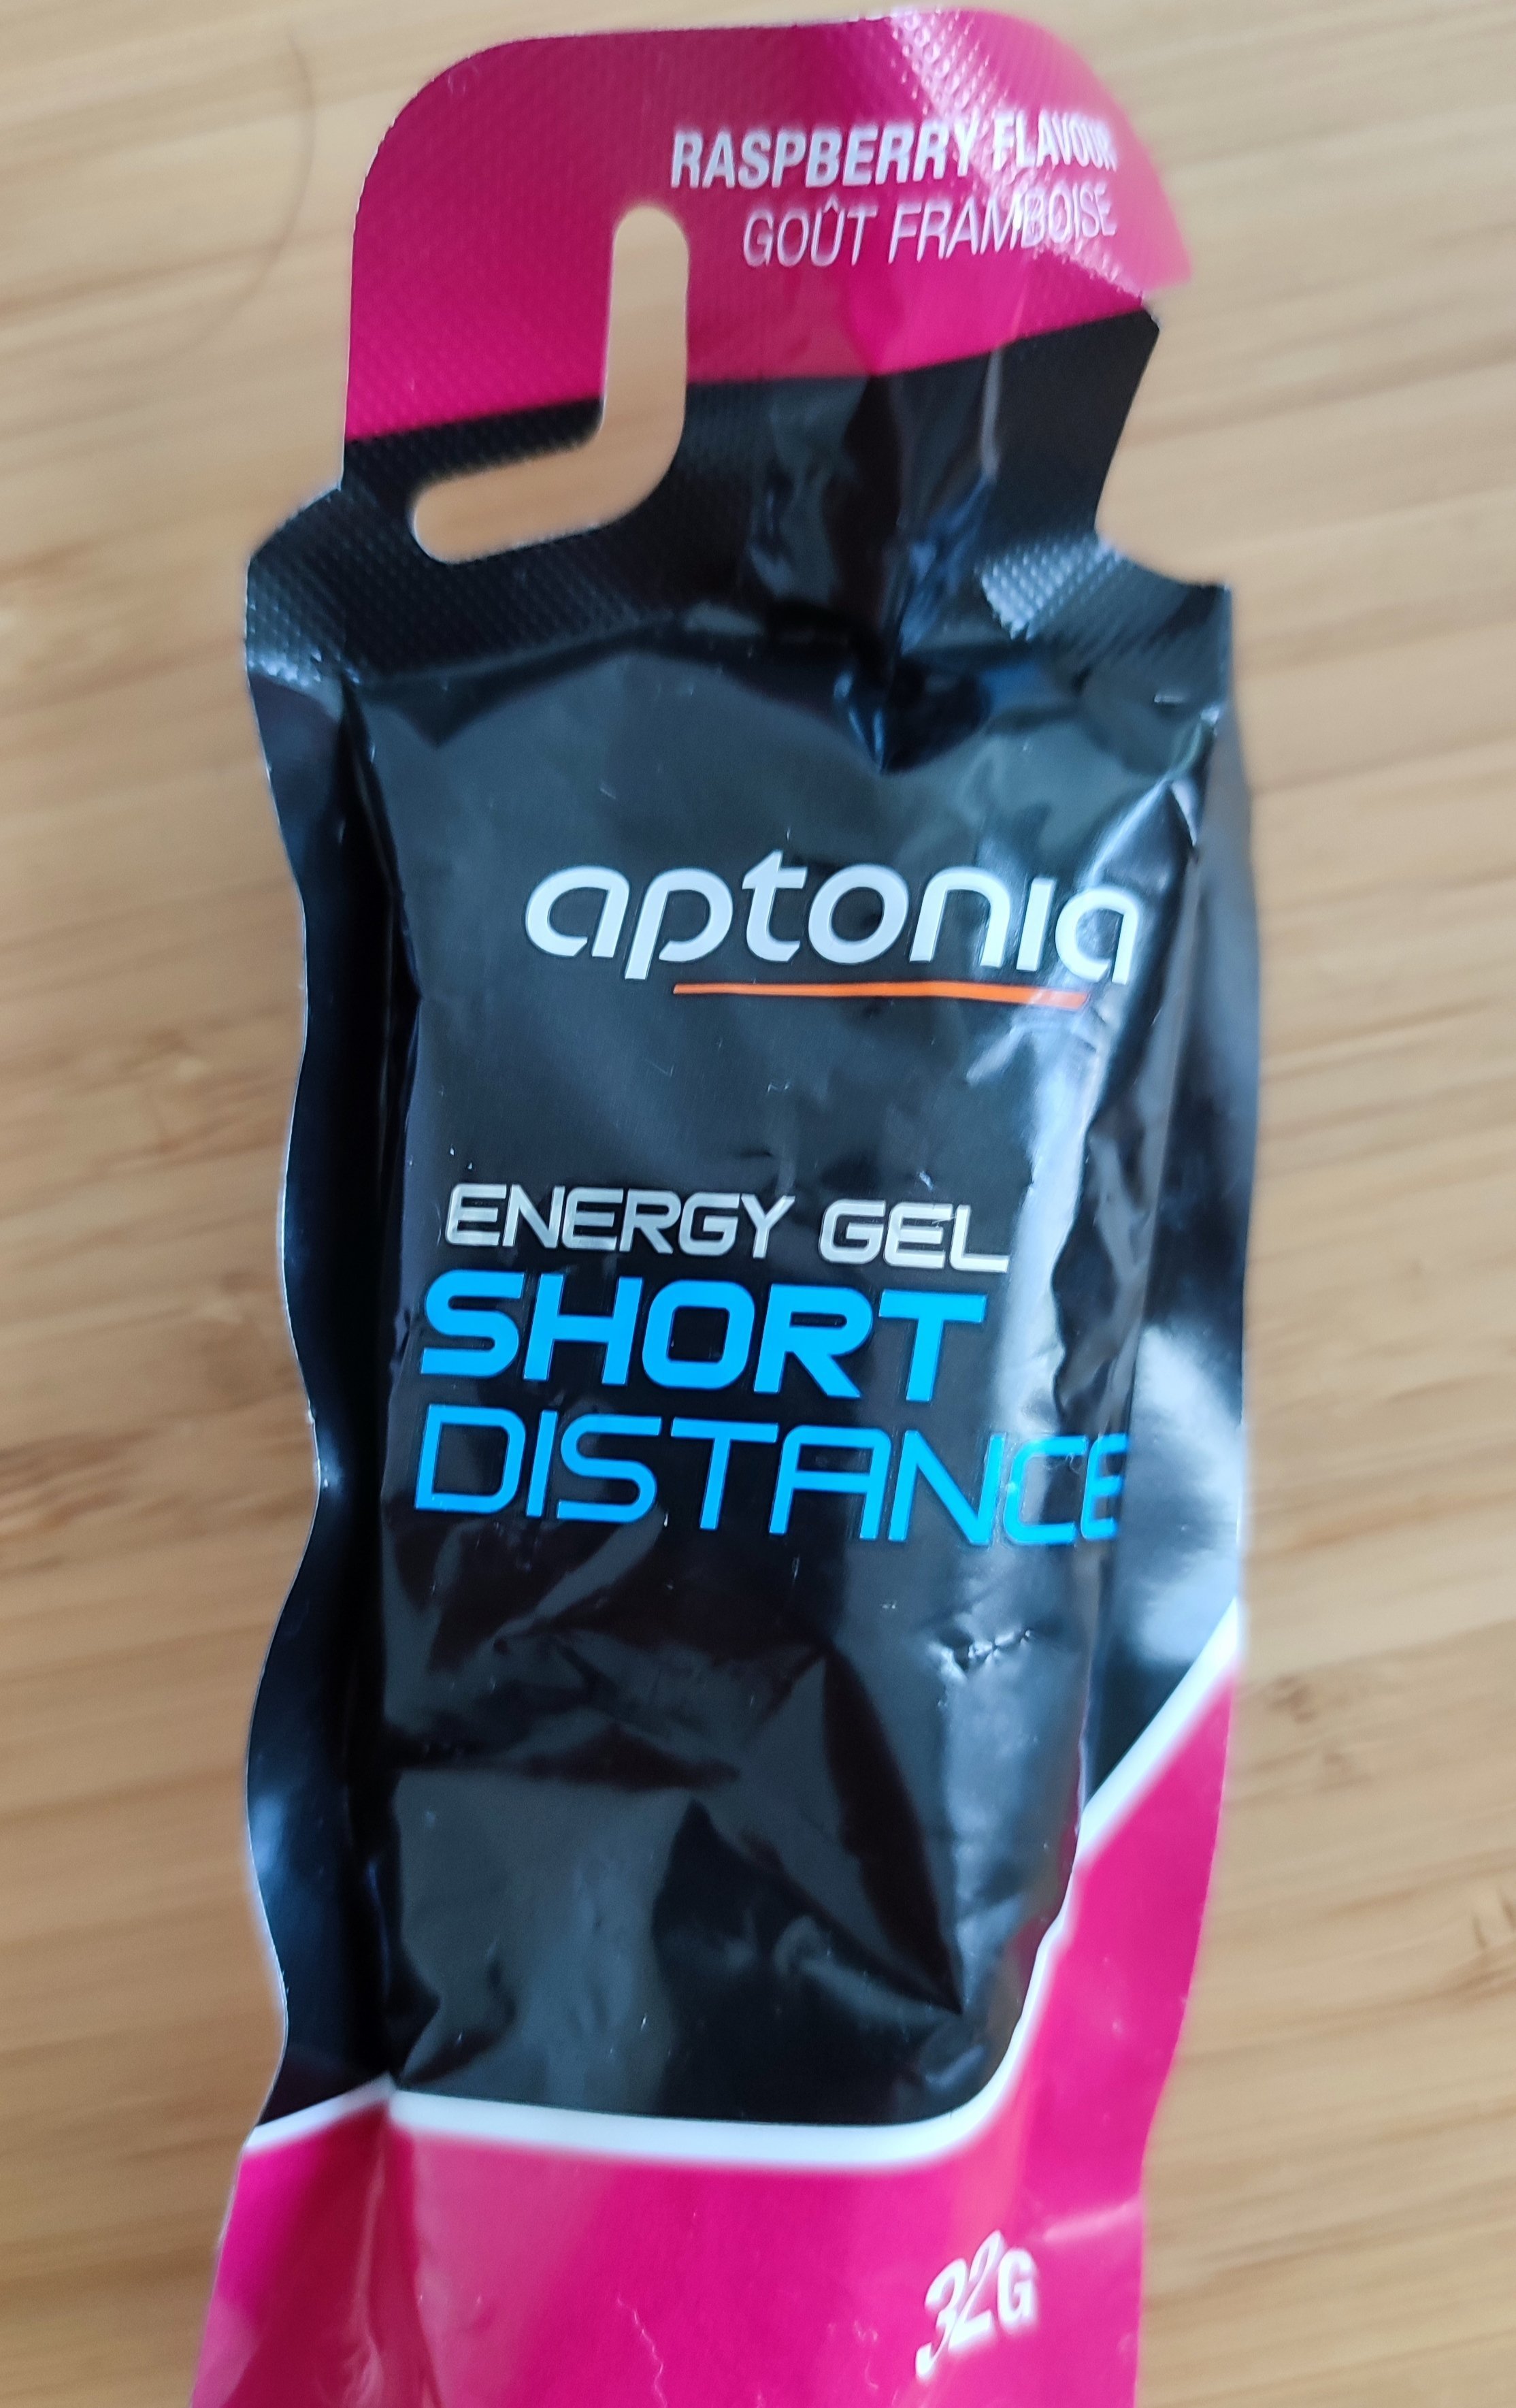 RASPBERRY FLAVOUR
GOÛT FRAMBOISE
aptonia
ENERGY GEL
SHORT
DISTANCE
32G